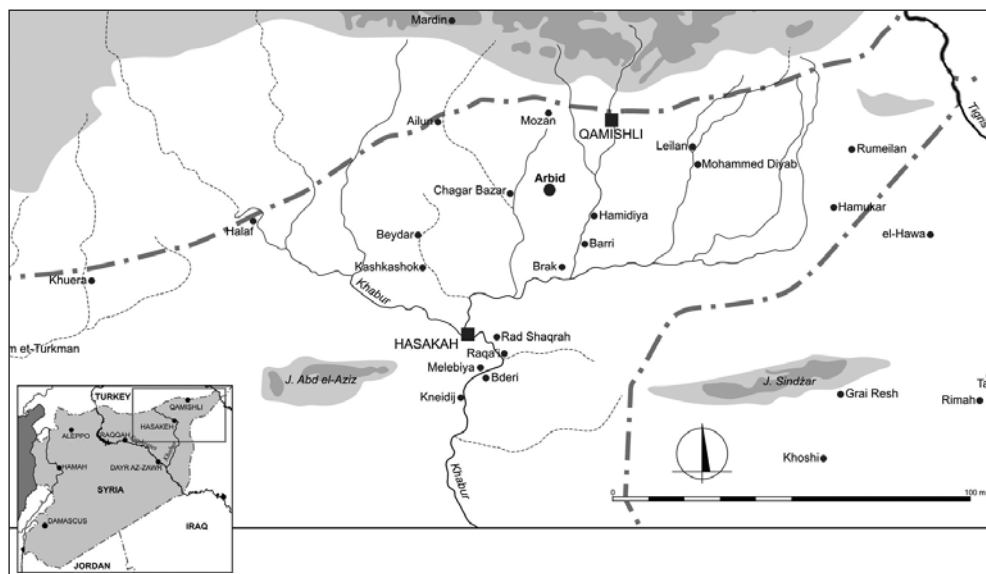 Mardin
Tigris
Ailun
Mozan
QAMISHLI
Leilan
Mohammed Diyab
Rumeilan
Arbid
Chagar Bazar
Hamukar
Halaf
Hamidiya
Beydar
Barri
el-Hawa
Kashkashok
Brak
Khuera
Khabur
HASAKAH
Rad Shaqrah
m et-Turkman
Raqa'i
Melebiya
J. Abd el-Aziz
Bderi
J. Sindżar
Ta
Kneidij
Grai Resh
Rimah
Khoshi
Khabur
0
100 m
TURKEY
QAMISHLI
HASAKEH
ALEPPO
RAQQAH
HAMAH
DAYR AZ-ZAWR
SYRIA
DAMASCUS
IRAQ
JORDAN